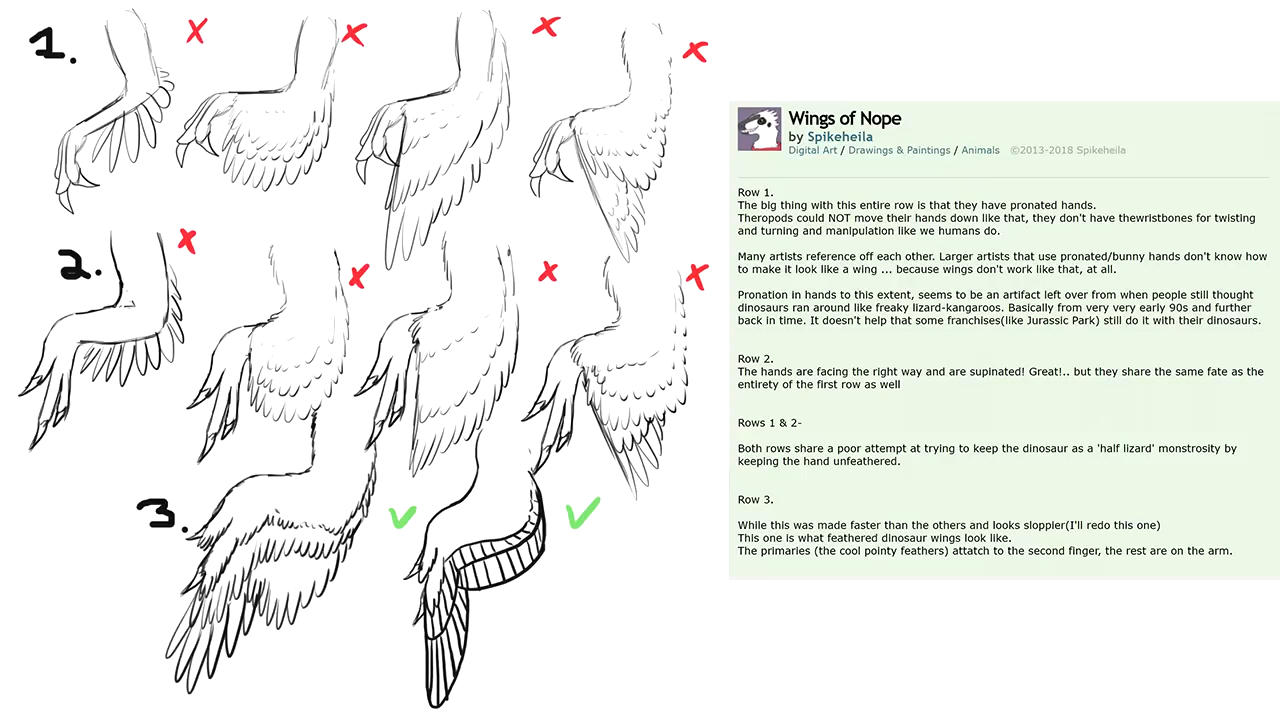 1.
2.
3.
Wings of Nope
by Spikeheila
Digital Art / Drawings & Paintings / Animals ©2013-2018 Spikeheila
Row 1.
The big thing with this entire row is that they have pronated hands.
Theropods could NOT move their hands down like that, they don't have thewristbones for twisting
and turning and manipulation like we humans do.
Many artists reference off each other. Larger artists that use pronated/bunny hands don't know how
to make it look like a wing ... because wings don't work like that, at all.
Pronation in hands to this extent, seems to be an artifact left over from when people still thought
dinosaurs ran around like freaky lizard-kangaroos. Basically from very very early 90s and further
back in time. It doesn't help that some franchises(like Jurassic Park) still do it with their dinosaurs.
Row 2.
The hands are facing the right way and are supinated! Great!.. but they share the same fate as the
entirety of the first row as well
Rows 1 & 2-
Both rows share a poor attempt at trying to keep the dinosaur as a 'half lizard' monstrosity by
keeping the hand unfeathered.
Row 3.
While this was made faster than the others and looks sloppier(I'll redo this one)
This one is what feathered dinosaur wings look like.
The primaries (the cool pointy feathers) attatch to the second finger, the rest are on the arm.